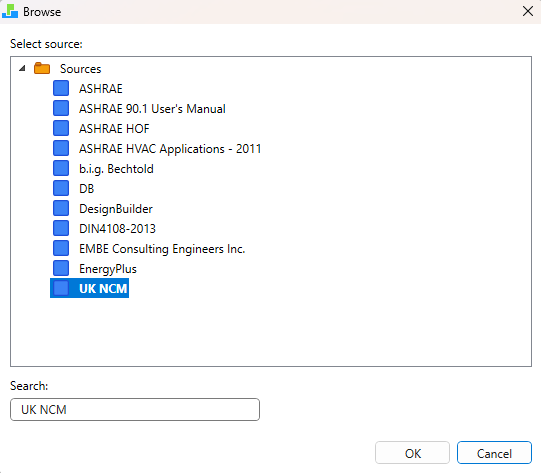 Browse
Select source:
Sources
ASHRAE
ASHRAE 90.1 User's Manual
ASHRAE HOF
ASHRAE HVAC Applications - 2011
b.i.g. Bechtold
DB
DesignBuilder
DIN4108-2013
EMBE Consulting Engineers Inc.
EnergyPlus
UK NCM
Search:
UK NCM
OK Cancel